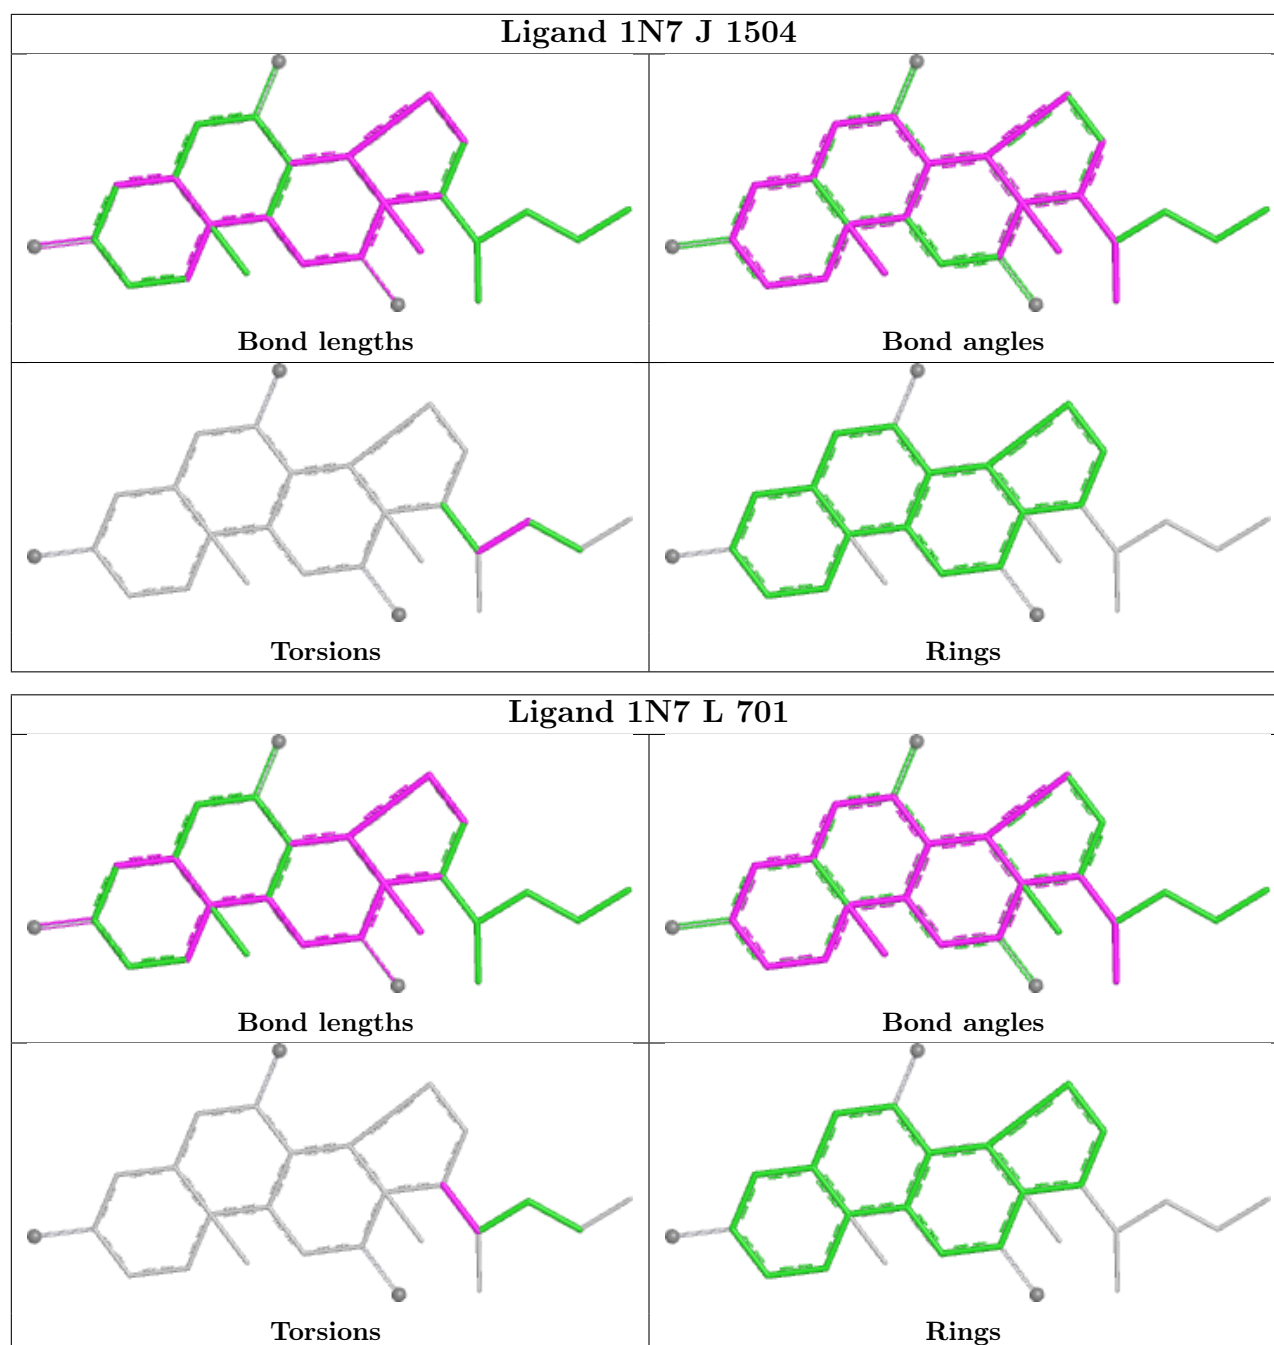 Ligand 1N7 J 1504
Bond lengths
Bond angles
Torsions
Rings
Ligand 1N7 L 701
Bond lengths
Bond angles
Torsions
Rings